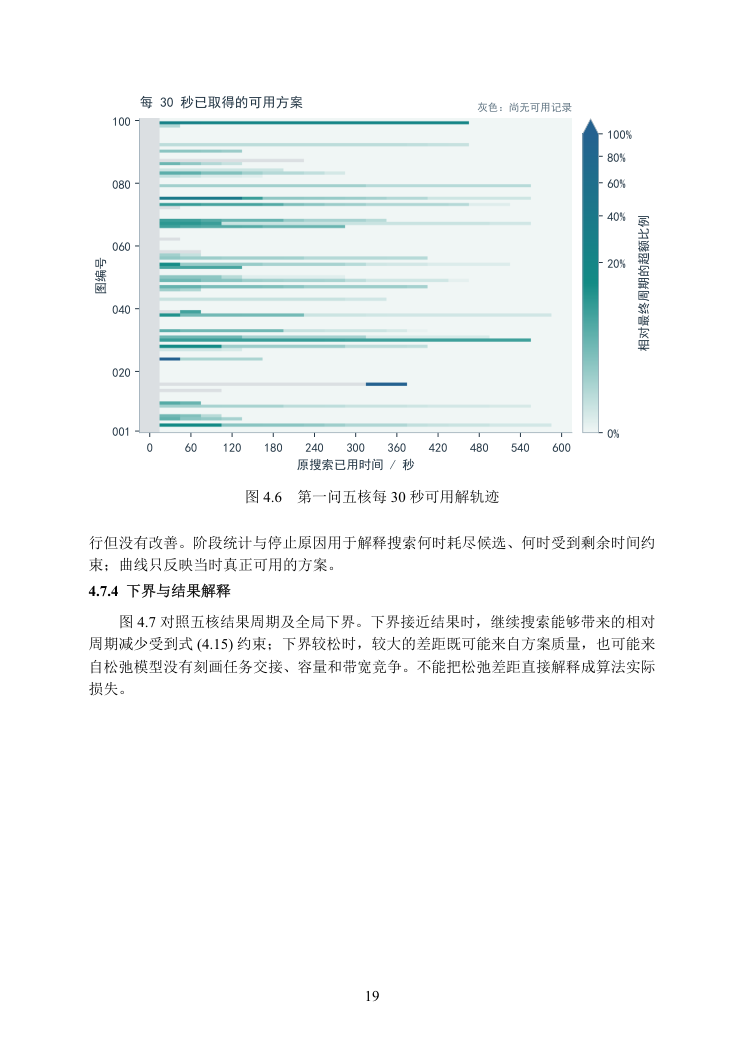 每 30 秒已取得的可用方案
灰色：尚无可用记录
100
080
060
040
020
001
图编号
0 60 120 180 240 300 360 420 480 540 600
原搜索已用时间 / 秒
100%
80%
60%
40%
20%
0%
相对最终周期的超额比例
图 4.6 第一问五核每 30 秒可用解轨迹
行但没有改善。阶段统计与停止原因用于解释搜索何时耗尽候选、何时受到剩余时间约
束；曲线只反映当时真正可用的方案。
4.7.4 下界与结果解释
图 4.7 对照五核结果周期及全局下界。下界接近结果时，继续搜索能够带来的相对
周期减少受到式 (4.15) 约束；下界较松时，较大的差距既可能来自方案质量，也可能来
自松弛模型没有刻画任务交接、容量和带宽竞争。不能把松弛差距直接解释成算法实际
损失。
19